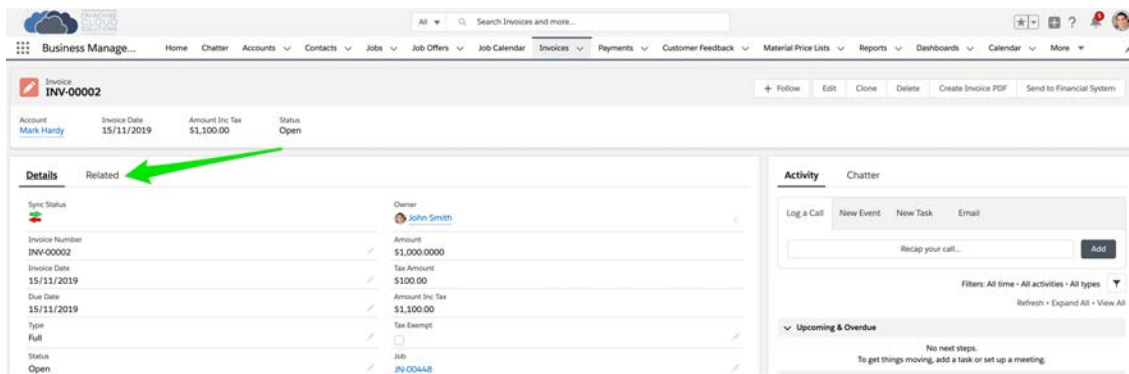 FRANCHISE
CLOUD
SOLUTIONS
All Search Invoices and more...
Business Manage... Home Chatter Accounts Contacts Jobs Job Offers Job Calendar Invoices Payments Customer Feedback Material Price Lists Reports Dashboards Calendar More
Invoice
INV-00002
+ Follow Edit Clone Delete Create Invoice PDF Send to Financial System
Account Invoice Date Amount Inc Tax Status
Mark Hardy 15/11/2019 $1,100.00 Open
Details Related
Activity Chatter
Sync Status Owner
John Smith
Log a Call New Event New Task Email
Invoice Number Amount
INV-00002 $1,000.0000
Recap your call... Add
Invoice Date Tax Amount
15/11/2019 $100.00
Filters: All time • All activities • All types
Due Date Amount Inc Tax
15/11/2019 $1,100.00
Refresh • Expand All • View All
Type Tax Exempt
Full
Upcoming & Overdue
Status Job
Open JN-00448
No next steps.
To get things moving, add a task or set up a meeting.